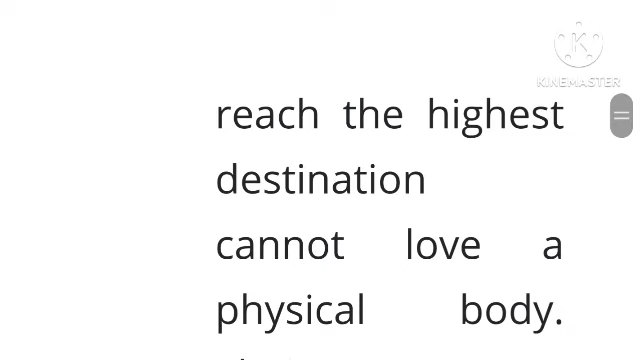 KINEMASTER
reach the highest
destination
cannot love a
physical body.